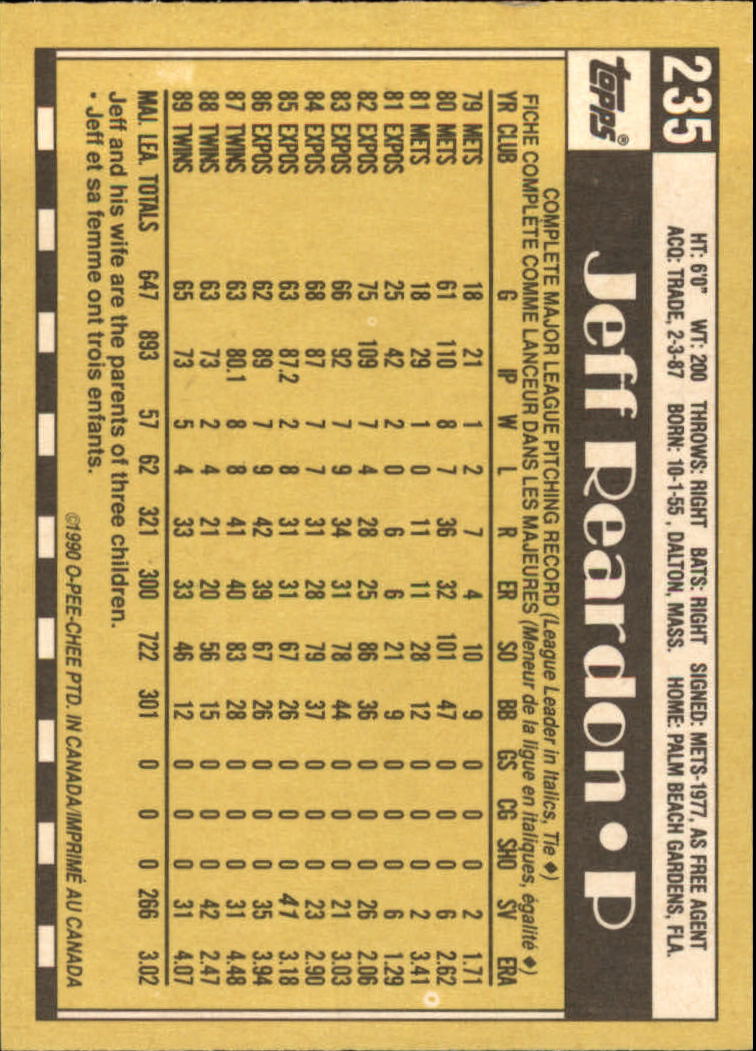 235
HT: 6'0" WT: 200 THROWS: RIGHT BATS: RIGHT SIGNED: METS-1977, AS FREE AGENT
ACQ: TRADE, 2-3-87 BORN: 10-1-55, DALTON, MASS. HOME: PALM BEACH GARDENS, FLA.
topps®
Jeff Reardon • P
COMPLETE MAJOR LEAGUE PITCHING RECORD (League Leader in Italics, Tie ♦)
FICHE COMPLÈTE COMME LANCEUR DANS LES MAJEURES (Meneur de la ligue en italiques, égalité ♦)
YR CLUB G IP W L R ER SO BB GS CG SHO SV ERA
79 METS 18 21 1 2 7 4 10 9 0 0 0 2 1.71
80 METS 61 110 8 7 36 32 101 47 0 0 0 6 2.62
81 METS 18 29 1 0 11 11 28 12 0 0 0 2 3.41
81 EXPOS 25 42 2 0 6 6 21 9 0 0 0 6 1.29
82 EXPOS 75 109 7 4 28 25 86 36 0 0 0 26 2.06
83 EXPOS 66 92 7 9 34 31 78 44 0 0 0 21 3.03
84 EXPOS 68 87 7 7 31 28 79 37 0 0 0 23 2.90
85 EXPOS 63 87.2 2 8 31 31 67 26 0 0 0 41 3.18
86 EXPOS 62 89 7 9 42 39 67 26 0 0 0 35 3.94
87 TWINS 63 80.1 8 8 41 40 83 28 0 0 0 31 4.48
88 TWINS 63 73 2 4 21 20 56 15 0 0 0 42 2.47
89 TWINS 65 73 5 4 33 33 46 12 0 0 0 31 4.07
MAJ. LEA. TOTALS 647 893 57 62 321 300 722 301 0 0 0 266 3.02
Jeff and his wife are the parents of three children.
• Jeff et sa femme ont trois enfants.
©1990 O-PEE-CHEE PTD. IN CANADA/IMPRIMÉ AU CANADA